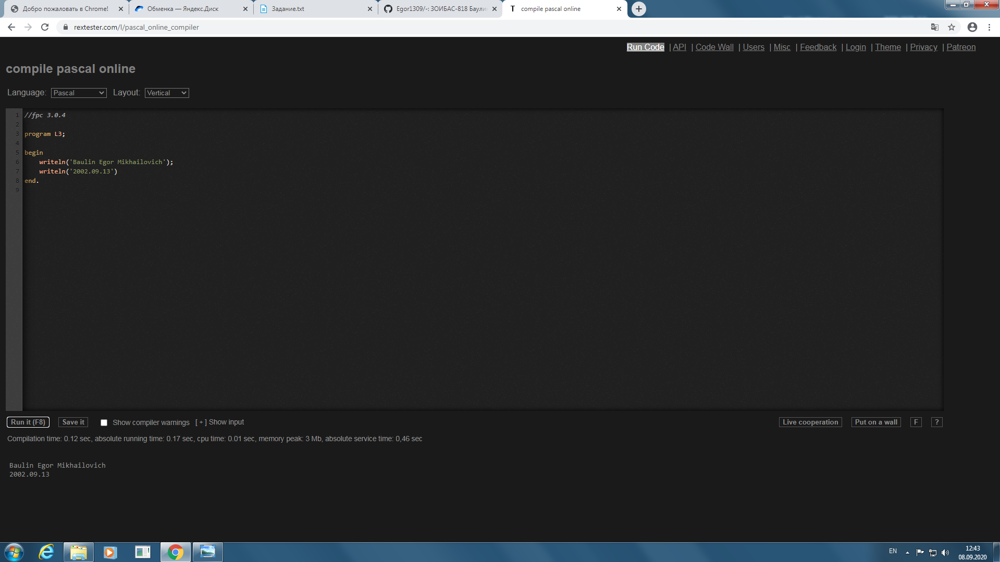 Добро пожаловать в Chrome!
Обменка — Яндекс.Диск
Задание.txt
Egor1309/-: ЗОИБАС-818 Баули
compile pascal online
rextester.com/l/pascal_online_compiler
Run Code | API | Code Wall | Users | Misc | Feedback | Login | Theme | Privacy | Patreon
compile pascal online
Language: Pascal Layout: Vertical
1 //fpc 3.0.4
2
3 program L3;
4
5 begin
6 writeln('Baulin Egor Mikhailovich');
7 writeln('2002.09.13')
8 end.
9
Run it (F8) Save it Show compiler warnings [ + ] Show input Live cooperation Put on a wall F ?
Compilation time: 0.12 sec, absolute running time: 0.17 sec, cpu time: 0.01 sec, memory peak: 3 Mb, absolute service time: 0,46 sec
Baulin Egor Mikhailovich
2002.09.13
EN
12:43
08.09.2020